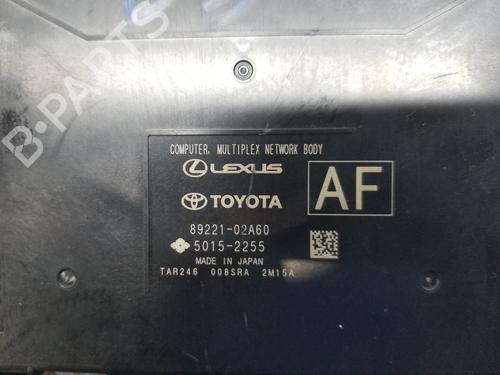 COMPUTER, MULTIPLEX NETWORK BODY
LEXUS
TOYOTA
AF
89221-02A60
5015-2255
MADE IN JAPAN
TAR246 008SRA 2M15A
B-PARTS